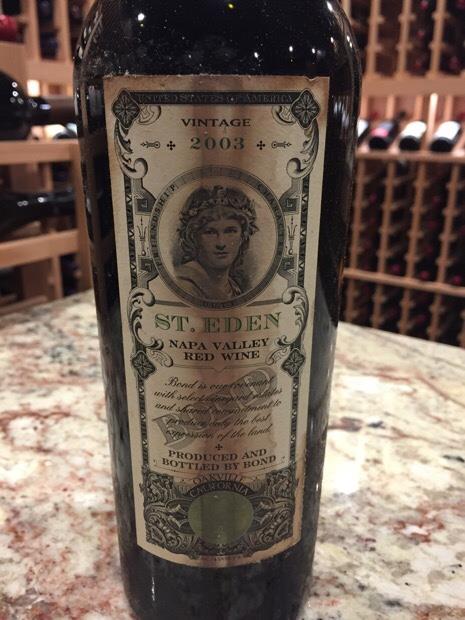 UNITED STATES OF AMERICA
VINTAGE
2003
ST. EDEN
NAPA VALLEY
RED WINE
Bond is our covenant
with select vineyard estates
and shared commitment to
produce only the best
expression of the land.
PRODUCED AND
BOTTLED BY BOND
OAKVILLE
CALIFORNIA